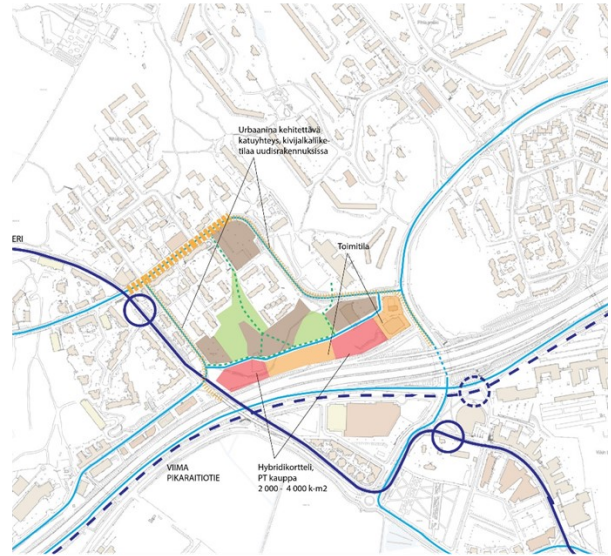 Urbaanina kehitettävä
katuyhteys, kivijalkaliike-
tilaa uudisrakennuksissa
ERI
Toimitila
VIIMA
PIKARAITIOTIE
Hybridikortteli,
PT kauppa
2 000 - 4 000 k-m2